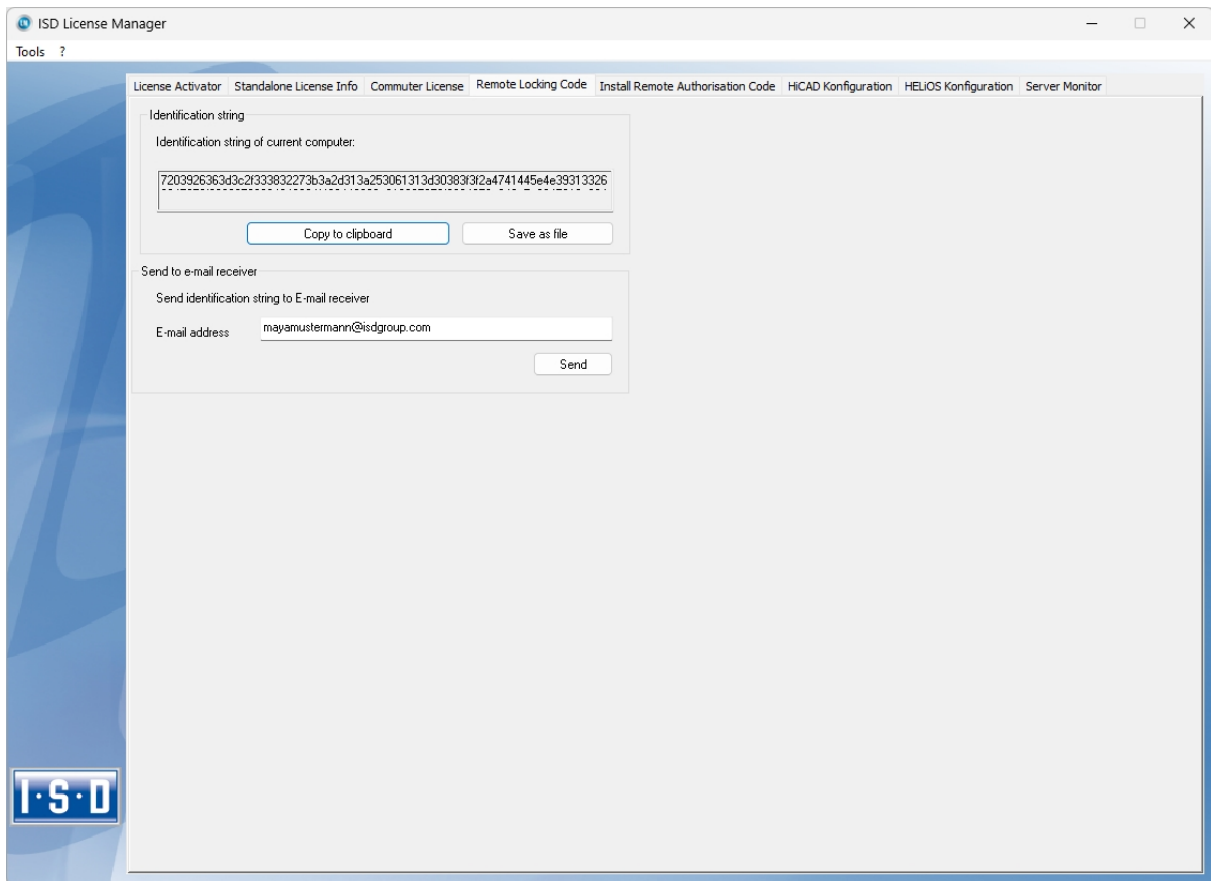 ISD License Manager
Tools ?
License Activator Standalone License Info Commuter License Remote Locking Code Install Remote Authorisation Code HiCAD Konfiguration HELiOS Konfiguration Server Monitor
Identification string
Identification string of current computer:
7203926363d3c2f333832273b3a2d313a253061313d30383f3f2a4741445e4e39313326
Copy to clipboard Save as file
Send to e-mail receiver
Send identification string to E-mail receiver
E-mail address mayamustermann@isdgroup.com
Send
I·S·D